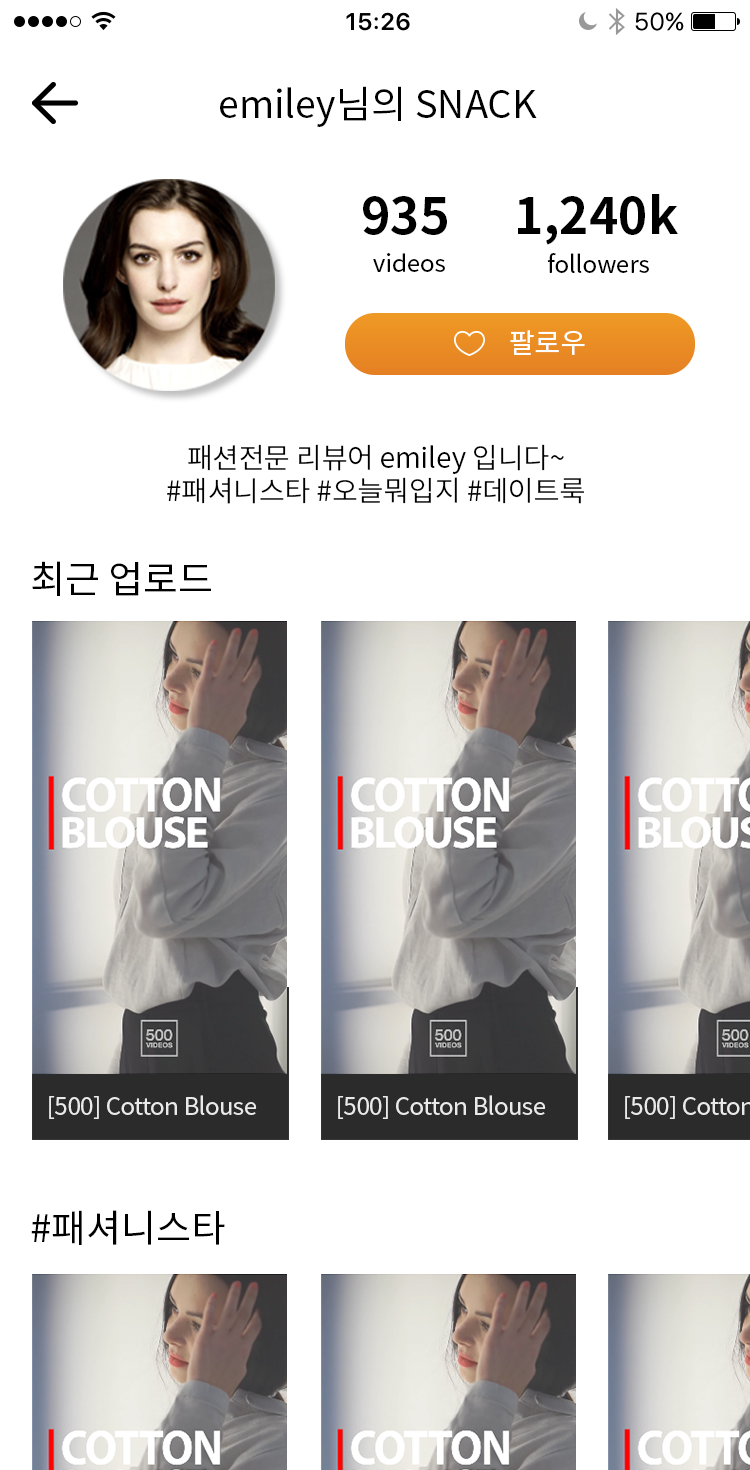 15:26
50%
emiley님의 SNACK
935
1,240k
videos
followers
팔로우
패션전문 리뷰어 emiley 입니다~
#패셔니스타 #오늘뭐입지 #데이트룩
최근 업로드
COTTON
BLOUSE
500
VIDEOS
[500] Cotton Blouse
COTTON
BLOUSE
500
VIDEOS
[500] Cotton Blouse
COTTO
BLOUS
500
VIDEOS
[500] Cotton
#패셔니스타
COTTON
COTTON
COTTO